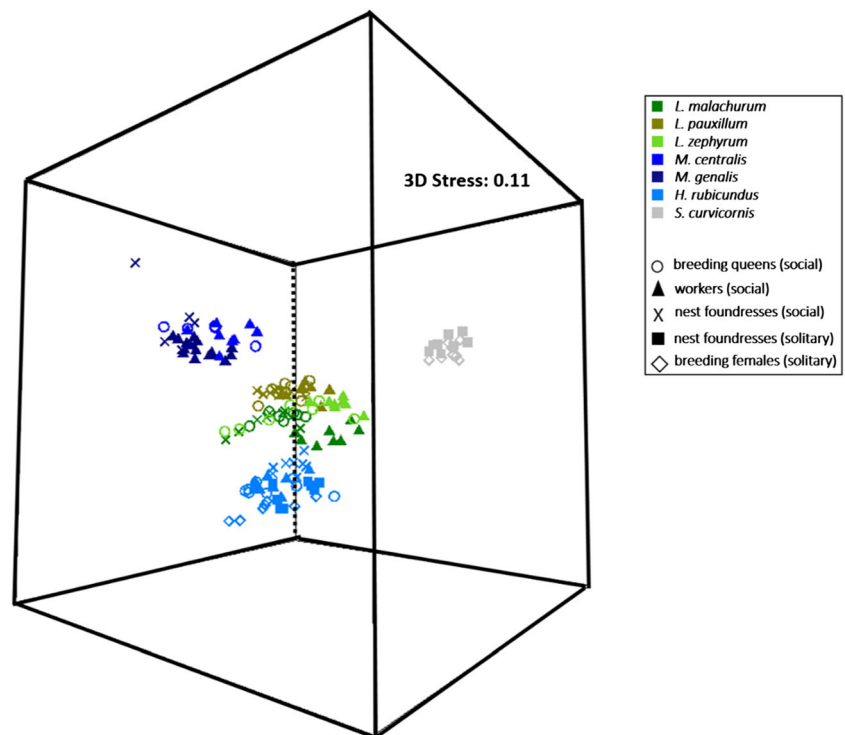 3D Stress: 0.11
L. malachurum
L. pauxillum
L. zephyrum
M. centralis
M. genalis
H. rubicundus
S. curvicornis
breeding queens (social)
workers (social)
nest foundresses (social)
nest foundresses (solitary)
breeding females (solitary)